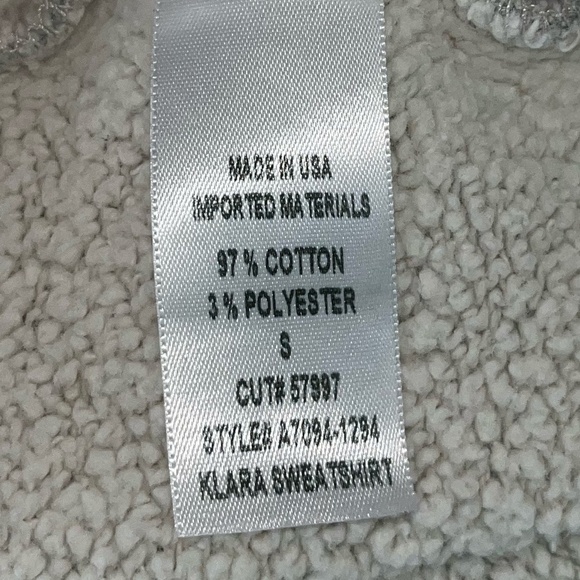 MADE IN USA
IMPORTED MATERIALS
97 % COTTON
3 % POLYESTER
S
CUT# 57997
STYLE# A7094-1294
KLARA SWEATSHIRT